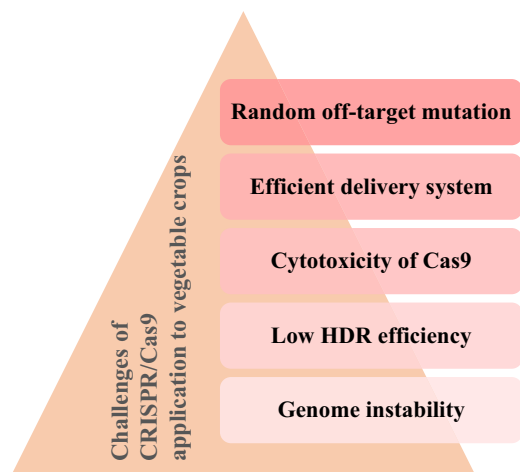 Challenges of
CRISPR/Cas9
application to vegetable crops
Random off-target mutation
Efficient delivery system
Cytotoxicity of Cas9
Low HDR efficiency
Genome instability